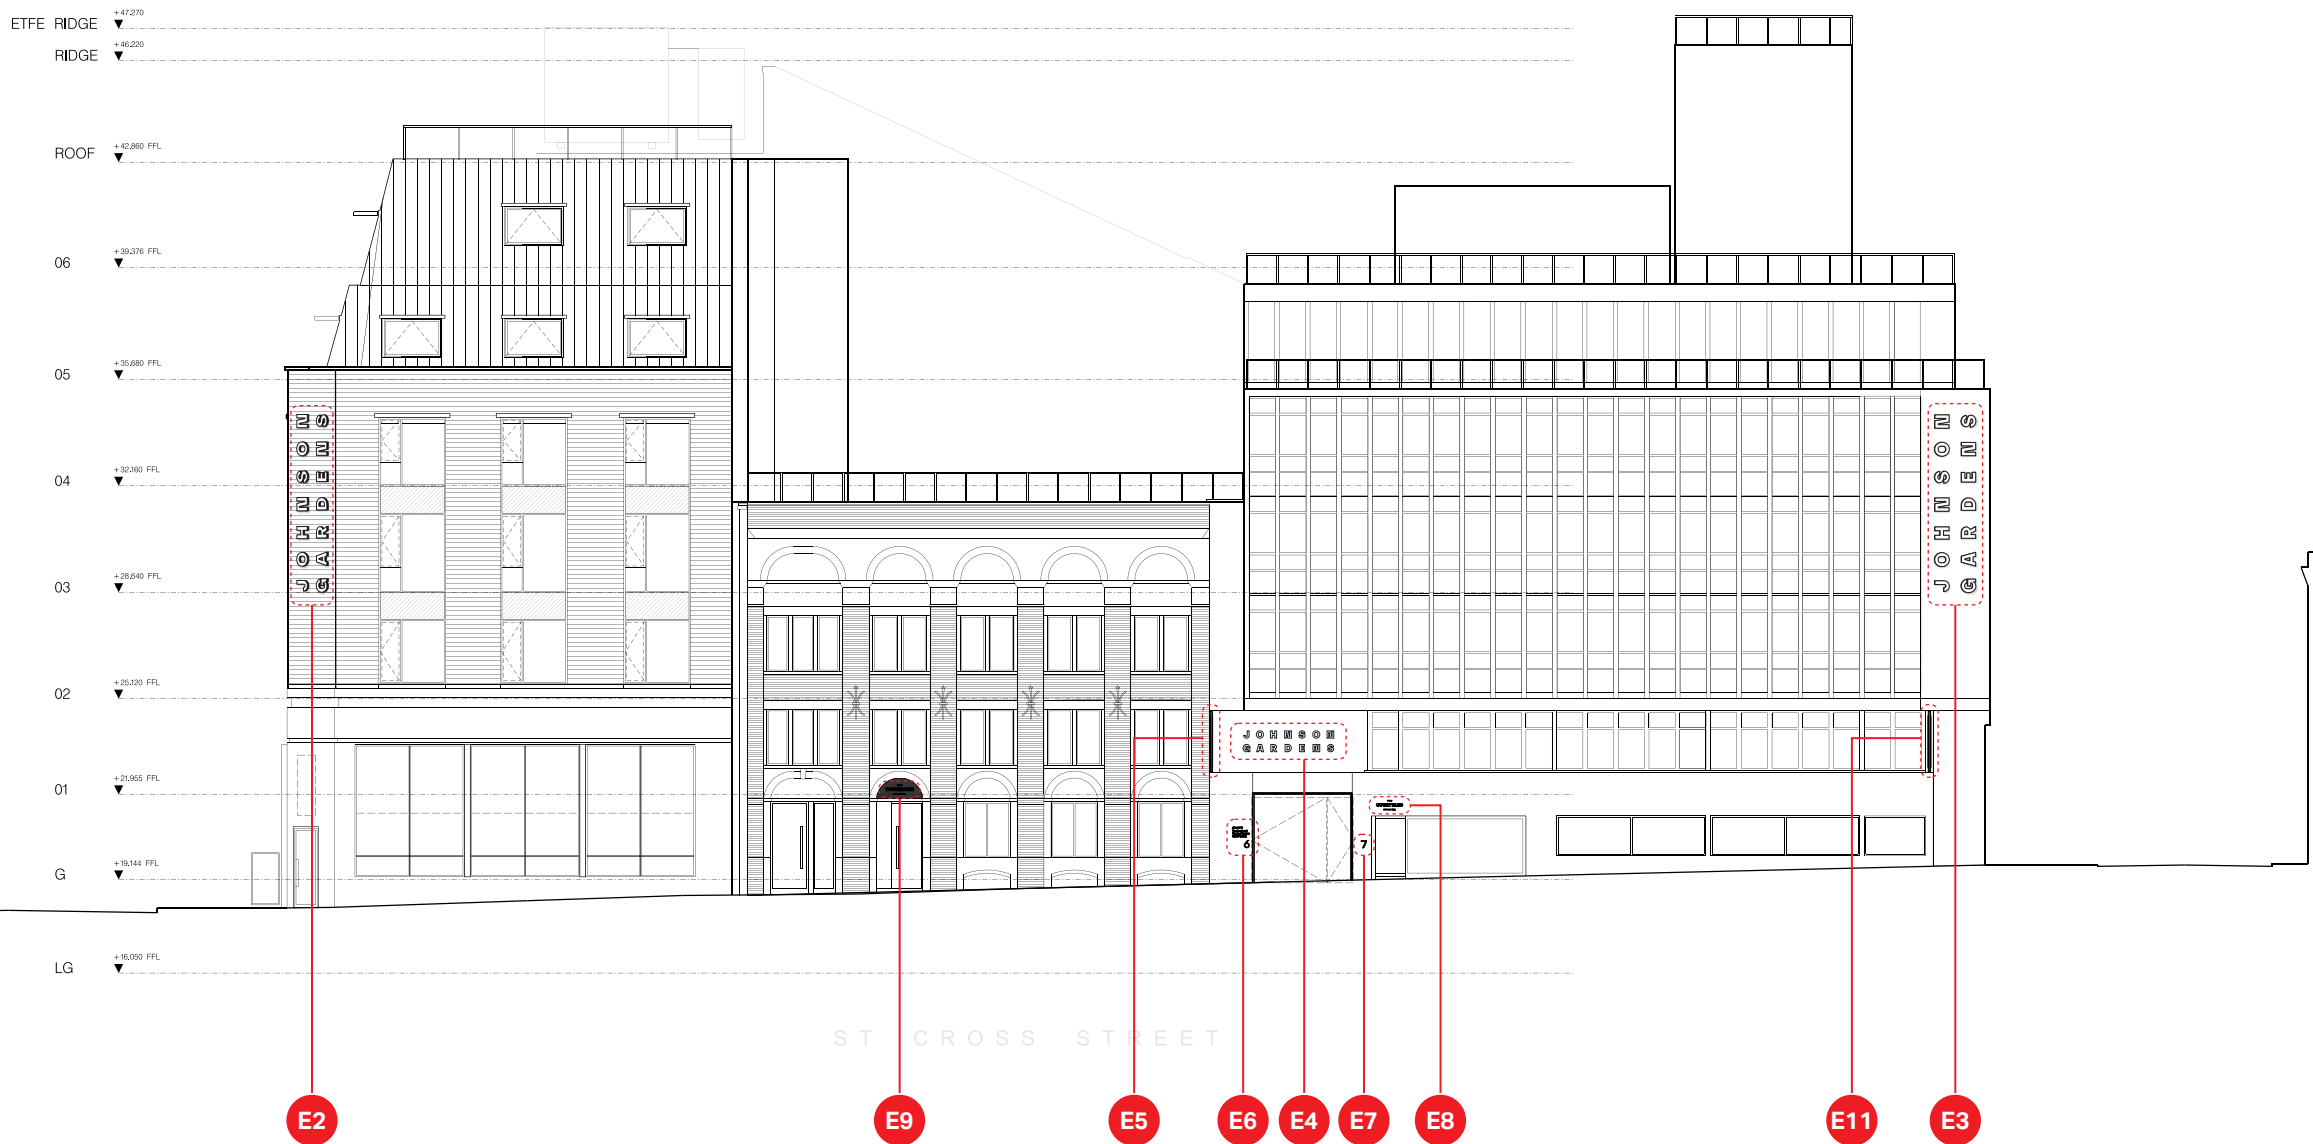 ETFE RIDGE
+47.270
RIDGE
+46.220
ROOF
+42.860 FFL
06
+39.376 FFL
05
+35.680 FFL
04
+32.160 FFL
03
+28.640 FFL
02
+25.120 FFL
01
+21.955 FFL
G
+19.144 FFL
LG
+16.050 FFL
JOHNSON
GARDENS
JOHNSON
GARDENS
JOHNSON
GARDENS
6
7
ST CROSS STREET
E2
E9
E5
E6
E4
E7
E8
E11
E3